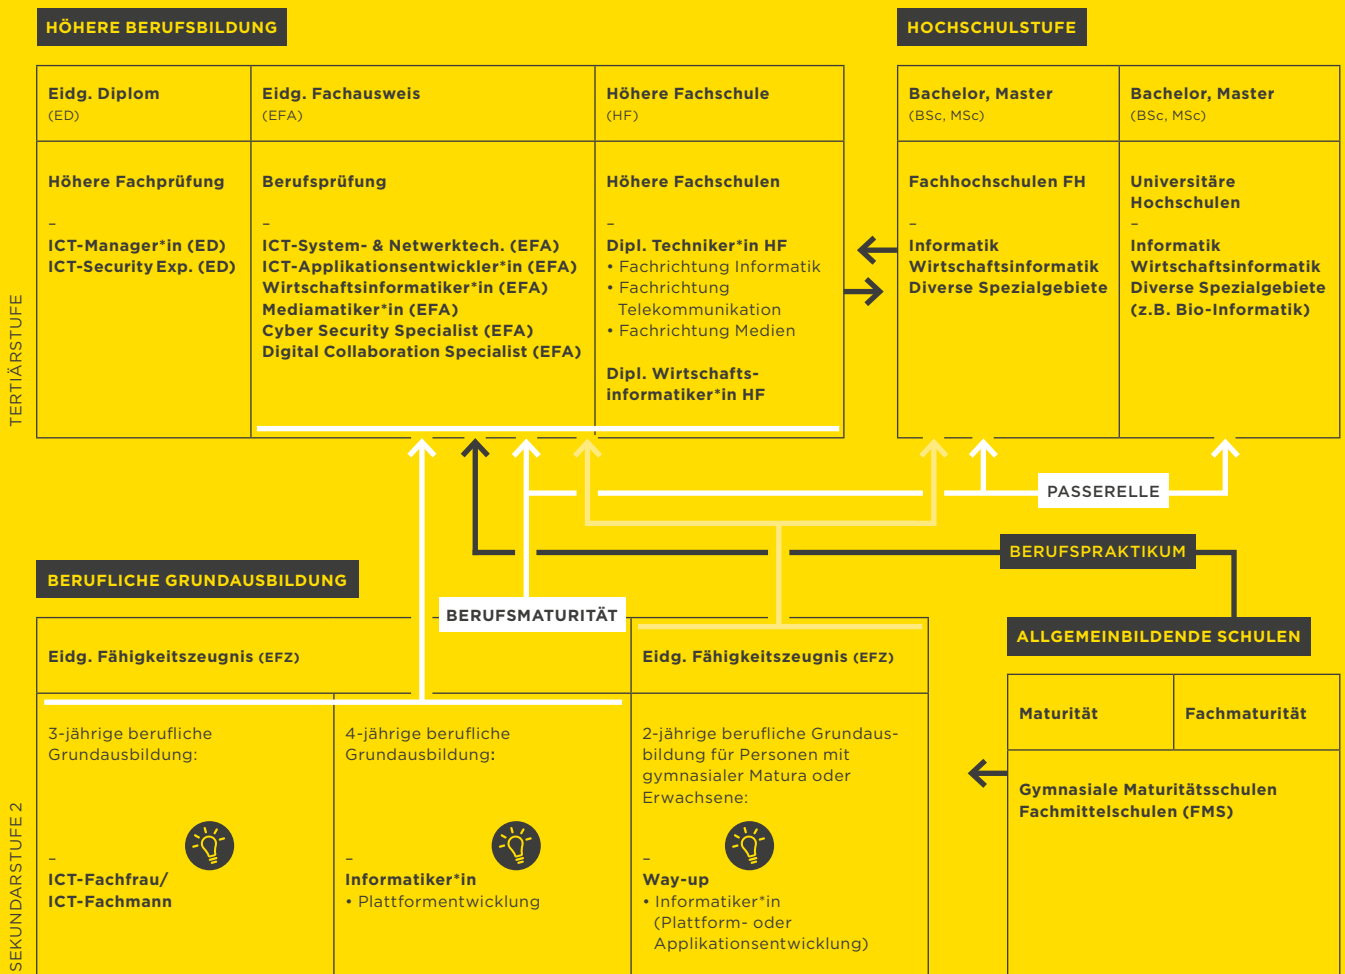 HÖHERE BERUFSBILDUNG
Eidg. Diplom
(ED)
Höhere Fachprüfung
–
ICT-Manager*in (ED)
ICT-Security Exp. (ED)
Eidg. Fachausweis
(EFA)
Berufsprüfung
–
ICT-System- & Netwerktech. (EFA)
ICT-Applikationsentwickler*in (EFA)
Wirtschaftsinformatiker*in (EFA)
Mediamatiker*in (EFA)
Cyber Security Specialist (EFA)
Digital Collaboration Specialist (EFA)
Höhere Fachschule
(HF)
Höhere Fachschulen
–
Dipl. Techniker*in HF
• Fachrichtung Informatik
• Fachrichtung
Telekommunikation
• Fachrichtung Medien
Dipl. Wirtschafts-
informatiker*in HF
HOCHSCHULSTUFE
Bachelor, Master
(BSc, MSc)
Fachhochschulen FH
–
Informatik
Wirtschaftsinformatik
Diverse Spezialgebiete
Bachelor, Master
(BSc, MSc)
Universitäre
Hochschulen
–
Informatik
Wirtschaftsinformatik
Diverse Spezialgebiete
(z.B. Bio-Informatik)
TERTIÄRSTUFE
PASSERELLE
BERUFSPRAKTIKUM
BERUFLICHE GRUNDAUSBILDUNG
BERUFSMATURITÄT
Eidg. Fähigkeitszeugnis (EFZ)
3-jährige berufliche
Grundausbildung:
–
ICT-Fachfrau/
ICT-Fachmann
4-jährige berufliche
Grundausbildung:
–
Informatiker*in
• Plattformentwicklung
Eidg. Fähigkeitszeugnis (EFZ)
2-jährige berufliche Grundaus-
bildung für Personen mit
gymnasialer Matura oder
Erwachsene:
–
Way-up
• Informatiker*in
(Plattform- oder
Applikationsentwicklung)
ALLGEMEINBILDENDE SCHULEN
Maturität
Fachmaturität
Gymnasiale Maturitätsschulen
Fachmittelschulen (FMS)
SEKUNDARSTUFE 2